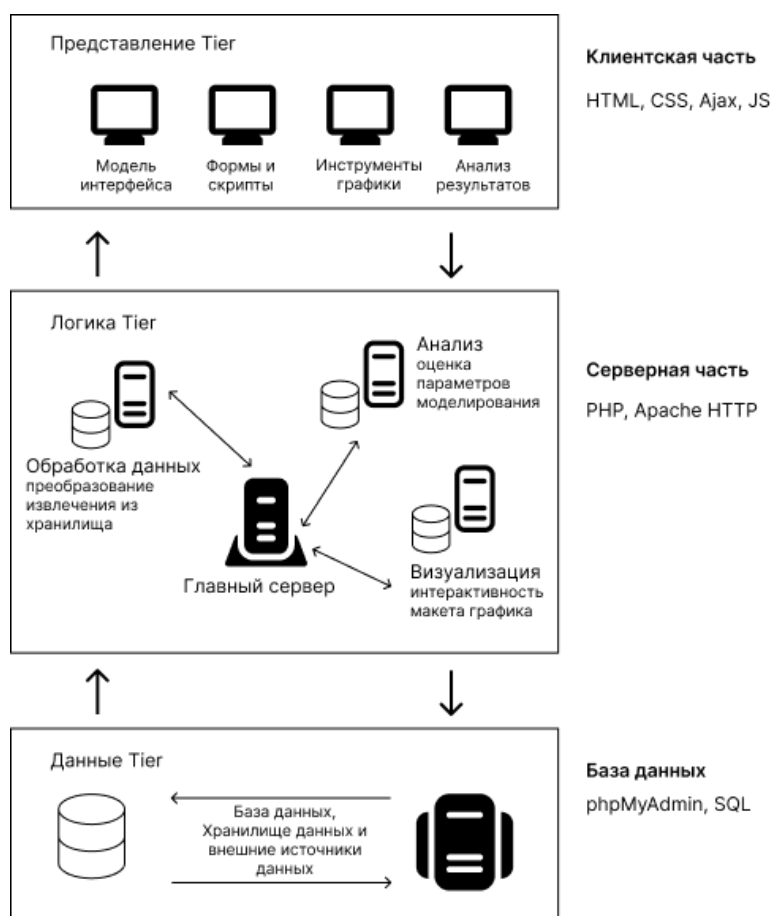 Представление Tier
Клиентская часть
HTML, CSS, Ajax, JS
Модель
интерфейса
Формы и
скрипты
Инструменты
графики
Анализ
результатов
Логика Tier
Анализ
оценка
параметров
моделирования
Серверная часть
PHP, Apache HTTP
Обработка данных
преобразование
извлечения из
хранилища
Главный сервер
Визуализация
интерактивность
макета графика
Данные Tier
База данных,
Хранилище данных и
внешние источники
данных
База данных
phpMyAdmin, SQL